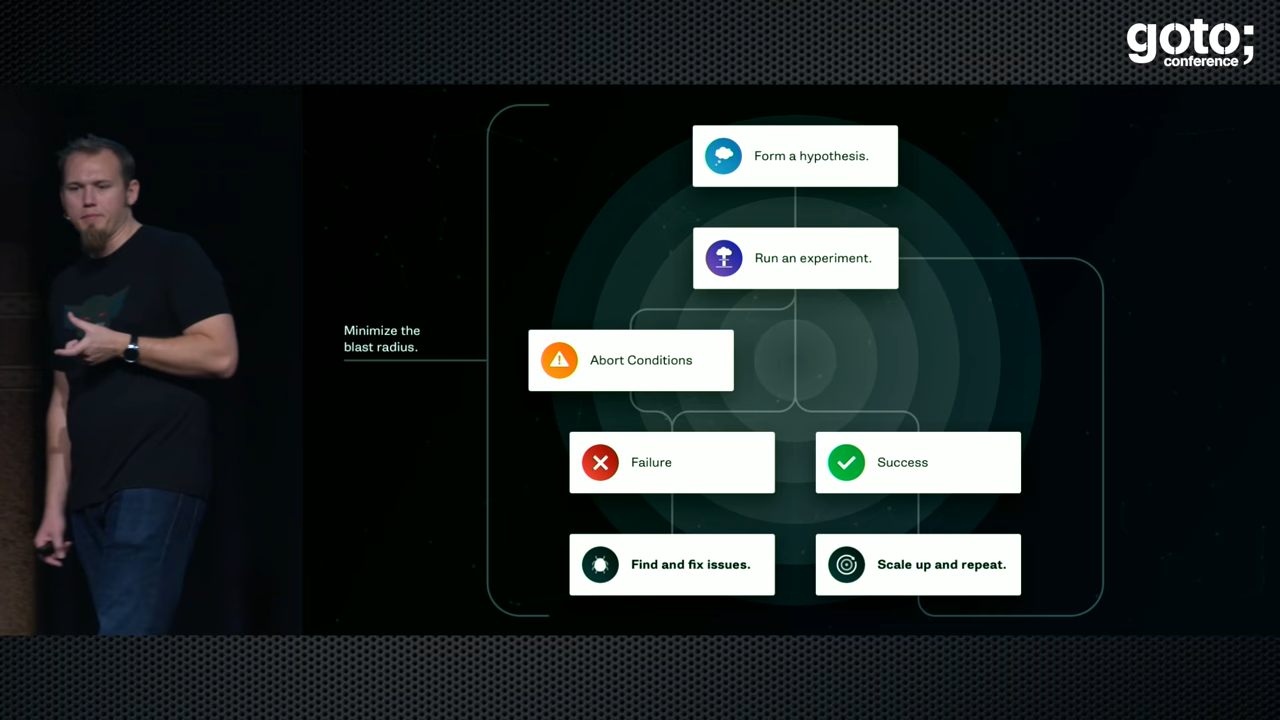 goto;
conference
Form a hypothesis.
Run an experiment.
Minimize the
blast radius.
Abort Conditions
Failure
Success
Find and fix issues.
Scale up and repeat.